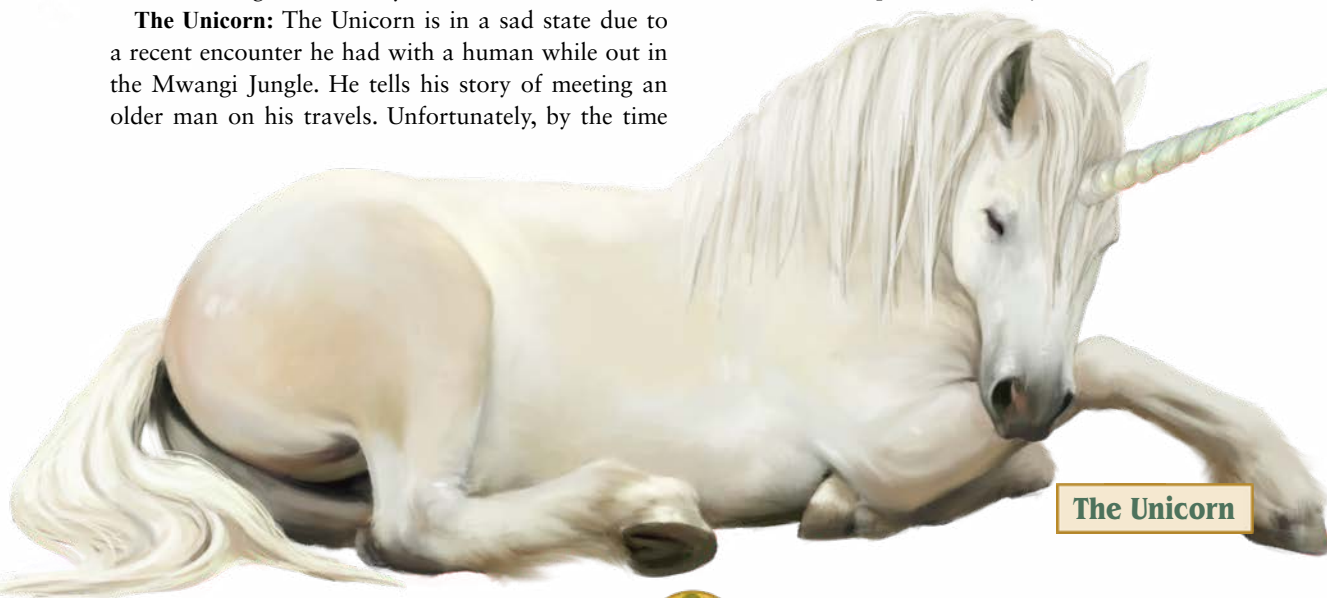 The Unicorn: The Unicorn is in a sad state due to
a recent encounter he had with a human while out in
the Mwangi Jungle. He tells his story of meeting an
older man on his travels. Unfortunately, by the time
The Unicorn